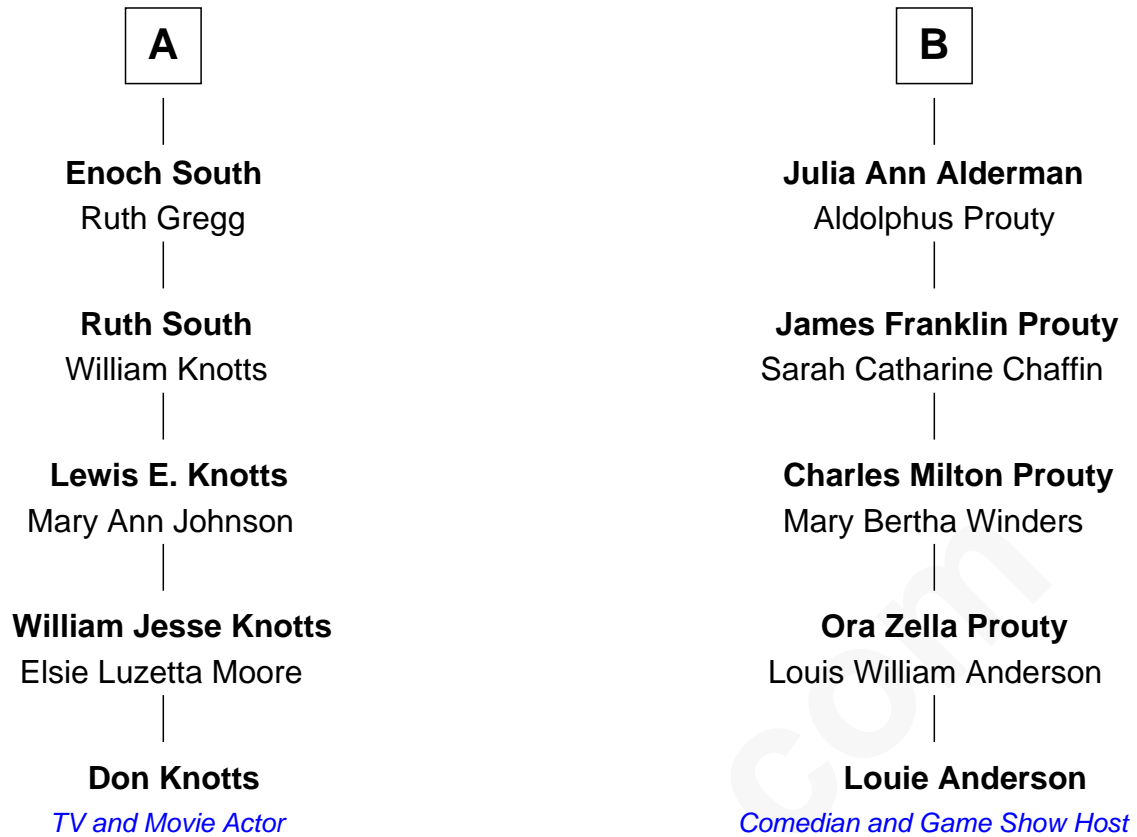 A
B
Enoch South
Ruth Gregg
Julia Ann Alderman
Aldolphus Prouty
Ruth South
William Knotts
James Franklin Prouty
Sarah Catharine Chaffin
Lewis E. Knotts
Mary Ann Johnson
Charles Milton Prouty
Mary Bertha Winders
William Jesse Knotts
Elsie Luzetta Moore
Ora Zella Prouty
Louis William Anderson
Don Knotts
TV and Movie Actor
Louie Anderson
Comedian and Game Show Host
com